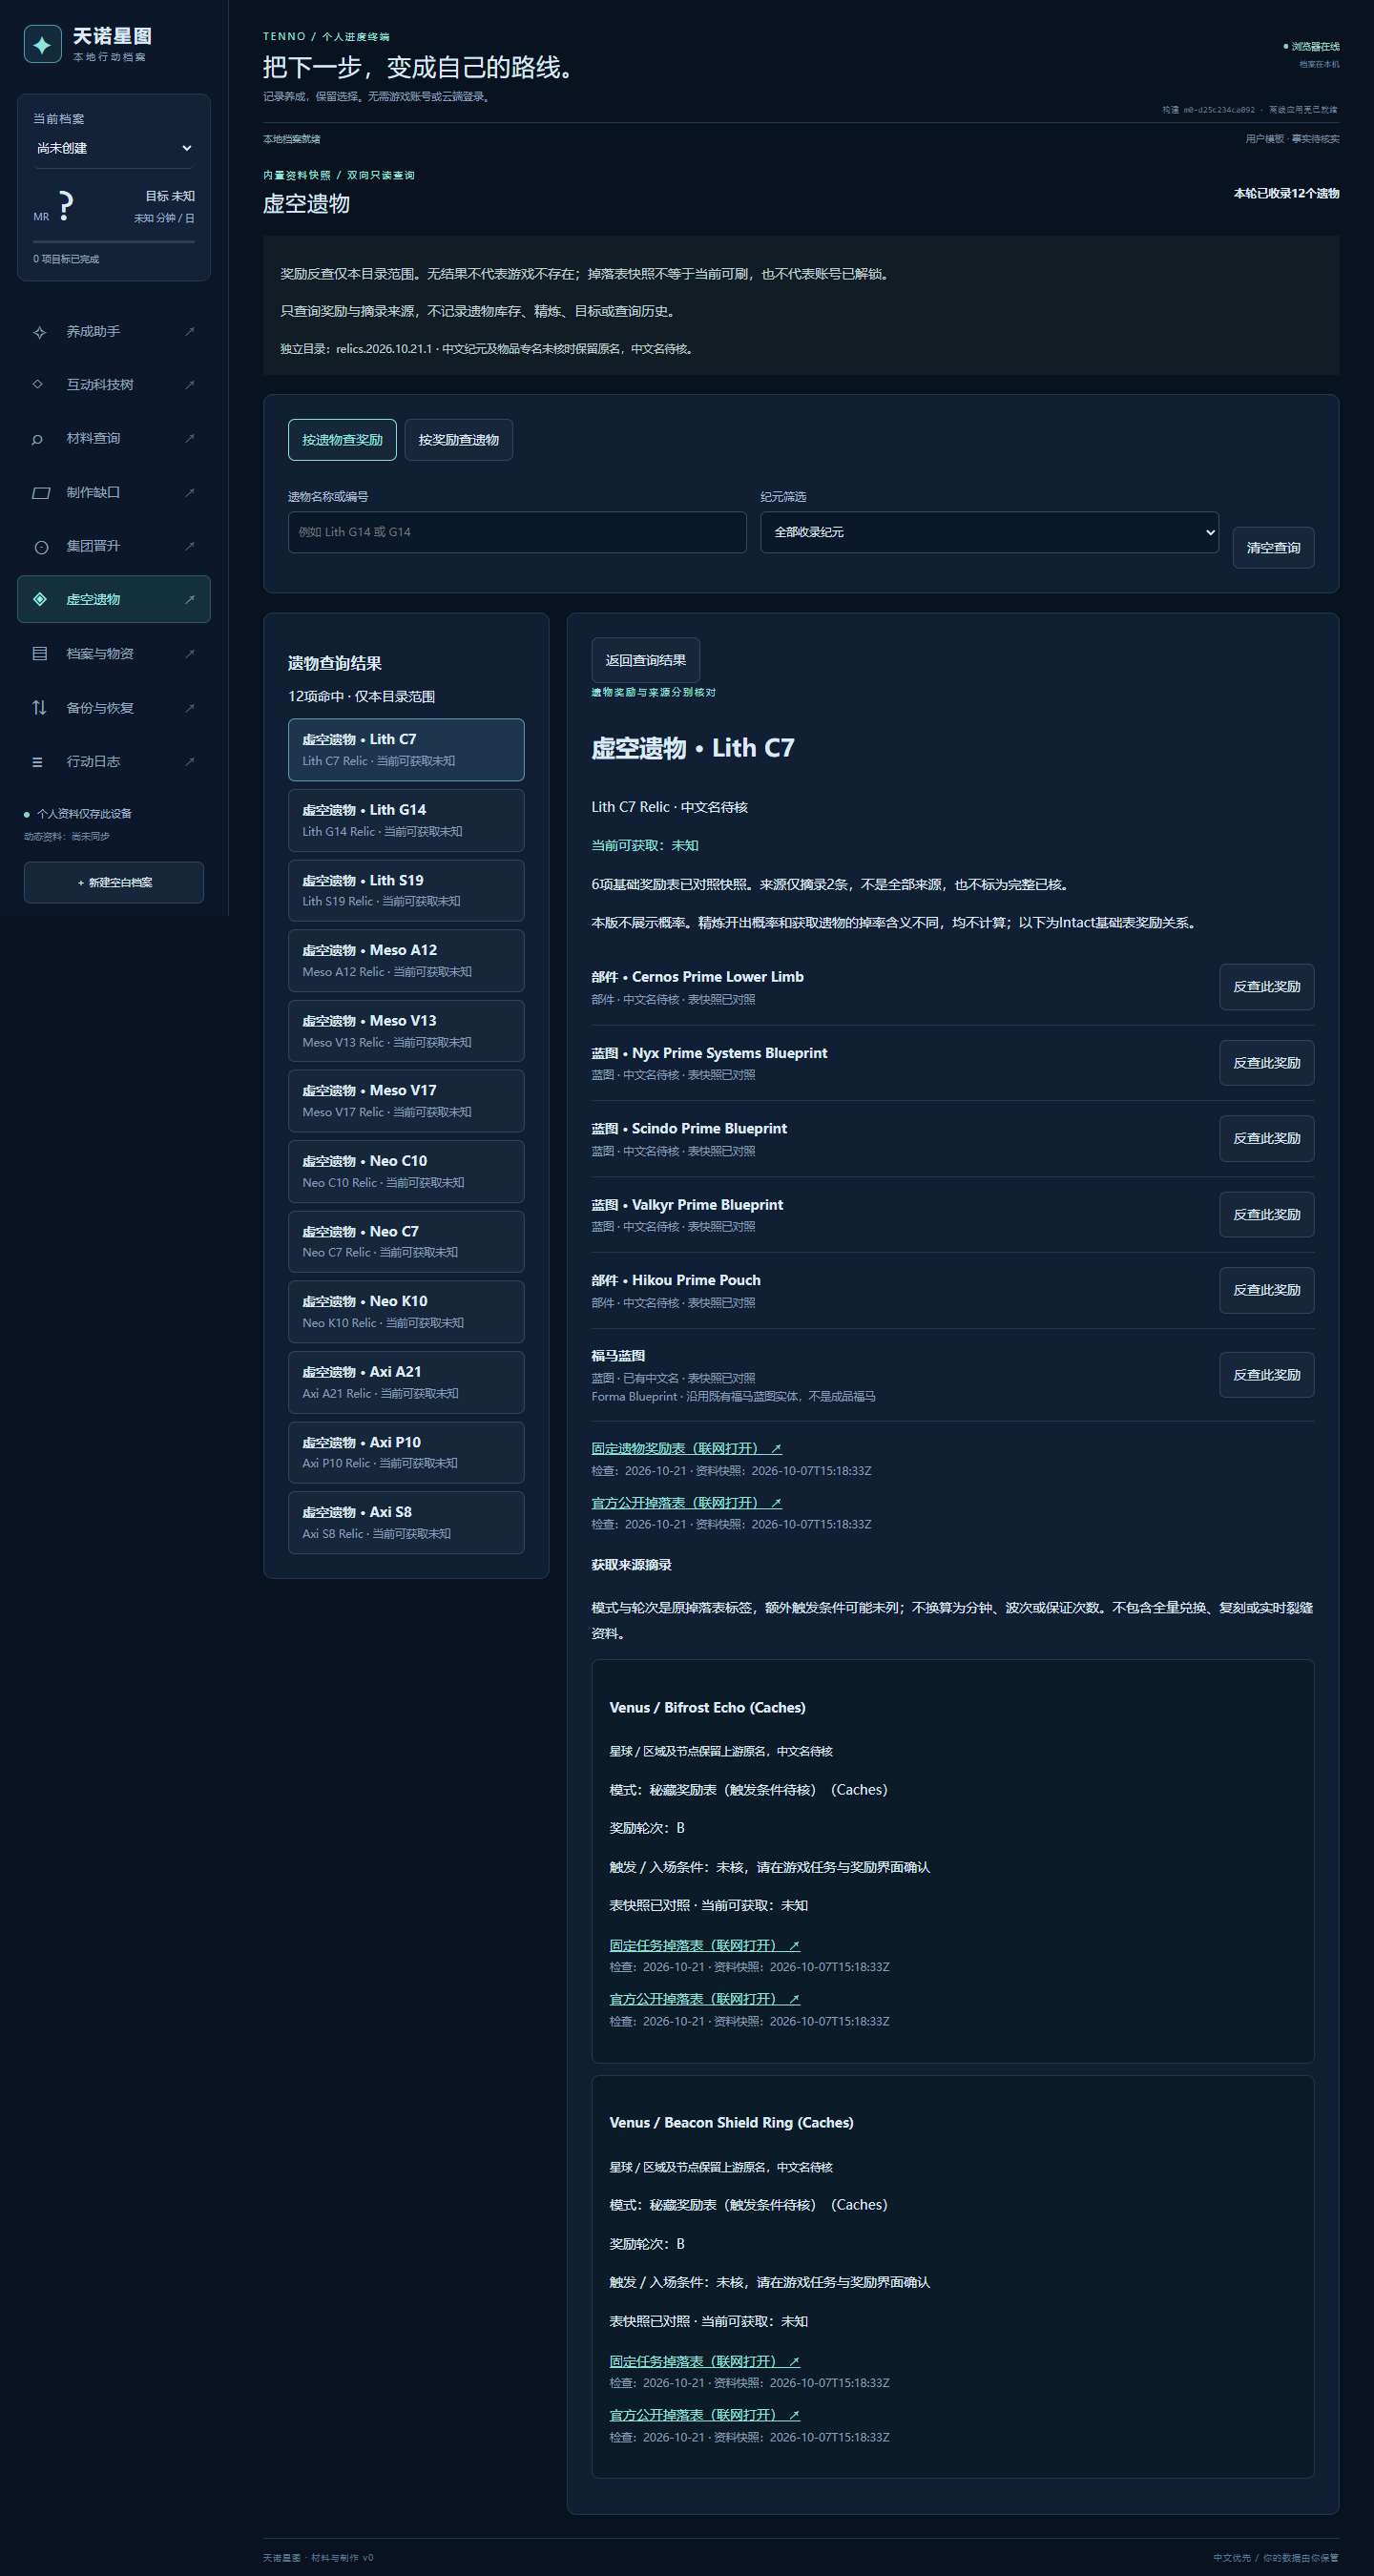 天诺星图
本地行动档案
当前档案
尚未创建
MR ?
目标 未知
未知 分钟 / 日
0 项目标已完成
养成助手 ↗
互动科技树 ↗
材料查询 ↗
制作缺口 ↗
集团晋升 ↗
虚空遗物 ↗
档案与物资 ↗
备份与恢复 ↗
行动日志 ↗
个人资料仅存此设备
动态资料：尚未同步
+ 新建空白档案
TENNO / 个人进度终端
把下一步，变成自己的路线。
记录养成，保留选择。无需游戏账号或云端登录。
浏览器在线
档案在本机
构建 m0-d25c234ca092 · 离线应用壳已就绪
本地档案就绪
用户模板 · 事实待核实
内置资料快照 / 双向只读查询
虚空遗物
本轮已收录12个遗物
奖励反查仅本目录范围。无结果不代表游戏不存在；掉落表快照不等于当前可刷，也不代表账号已解锁。
只查询奖励与摘录来源，不记录遗物库存、精炼、目标或查询历史。
独立目录：relics.2026.10.21.1 · 中文纪元及物品专名未核时保留原名，中文名待核。
按遗物查奖励
按奖励查遗物
遗物名称或编号
例如 Lith G14 或 G14
纪元筛选
全部收录纪元
清空查询
遗物查询结果
12项命中 · 仅本目录范围
虚空遗物 • Lith C7
Lith C7 Relic · 当前可获取未知
虚空遗物 • Lith G14
Lith G14 Relic · 当前可获取未知
虚空遗物 • Lith S19
Lith S19 Relic · 当前可获取未知
虚空遗物 • Meso A12
Meso A12 Relic · 当前可获取未知
虚空遗物 • Meso V13
Meso V13 Relic · 当前可获取未知
虚空遗物 • Meso V17
Meso V17 Relic · 当前可获取未知
虚空遗物 • Neo C10
Neo C10 Relic · 当前可获取未知
虚空遗物 • Neo C7
Neo C7 Relic · 当前可获取未知
虚空遗物 • Neo K10
Neo K10 Relic · 当前可获取未知
虚空遗物 • Axi A21
Axi A21 Relic · 当前可获取未知
虚空遗物 • Axi P10
Axi P10 Relic · 当前可获取未知
虚空遗物 • Axi S8
Axi S8 Relic · 当前可获取未知
返回查询结果
遗物奖励与来源分别核对
虚空遗物 • Lith C7
Lith C7 Relic · 中文名待核
当前可获取：未知
6项基础奖励表已对照快照。来源仅摘录2条，不是全部来源，也不标为完整已核。
本版不展示概率。精炼开出概率和获取遗物的掉率含义不同，均不计算；以下为Intact基础表奖励关系。
部件 • Cernos Prime Lower Limb
部件 · 中文名待核 · 表快照已对照
反查此奖励
蓝图 • Nyx Prime Systems Blueprint
蓝图 · 中文名待核 · 表快照已对照
反查此奖励
蓝图 • Scindo Prime Blueprint
蓝图 · 中文名待核 · 表快照已对照
反查此奖励
蓝图 • Valkyr Prime Blueprint
蓝图 · 中文名待核 · 表快照已对照
反查此奖励
部件 • Hikou Prime Pouch
部件 · 中文名待核 · 表快照已对照
反查此奖励
福马蓝图
蓝图 · 已有中文名 · 表快照已对照
Forma Blueprint · 沿用既有福马蓝图实体，不是成品福马
反查此奖励
固定遗物奖励表（联网打开） ↗
检查：2026-10-21 · 资料快照：2026-10-07T15:18:33Z
官方公开掉落表（联网打开） ↗
检查：2026-10-21 · 资料快照：2026-10-07T15:18:33Z
获取来源摘录
模式与轮次是原掉落表标签，额外触发条件可能未列；不换算为分钟、波次或保证次数。不包含全量兑换、复刻或实时裂缝
资料。
Venus / Bifrost Echo (Caches)
星球 / 区域及节点保留上游原名，中文名待核
模式：秘藏奖励表（触发条件待核）（Caches）
奖励轮次：B
触发 / 入场条件：未核，请在游戏任务与奖励界面确认
表快照已对照 · 当前可获取：未知
固定任务掉落表（联网打开） ↗
检查：2026-10-21 · 资料快照：2026-10-07T15:18:33Z
官方公开掉落表（联网打开） ↗
检查：2026-10-21 · 资料快照：2026-10-07T15:18:33Z
Venus / Beacon Shield Ring (Caches)
星球 / 区域及节点保留上游原名，中文名待核
模式：秘藏奖励表（触发条件待核）（Caches）
奖励轮次：B
触发 / 入场条件：未核，请在游戏任务与奖励界面确认
表快照已对照 · 当前可获取：未知
固定任务掉落表（联网打开） ↗
检查：2026-10-21 · 资料快照：2026-10-07T15:18:33Z
官方公开掉落表（联网打开） ↗
检查：2026-10-21 · 资料快照：2026-10-07T15:18:33Z
天诺星图 · 材料与制作 v0
中文优先 / 你的数据由你保管